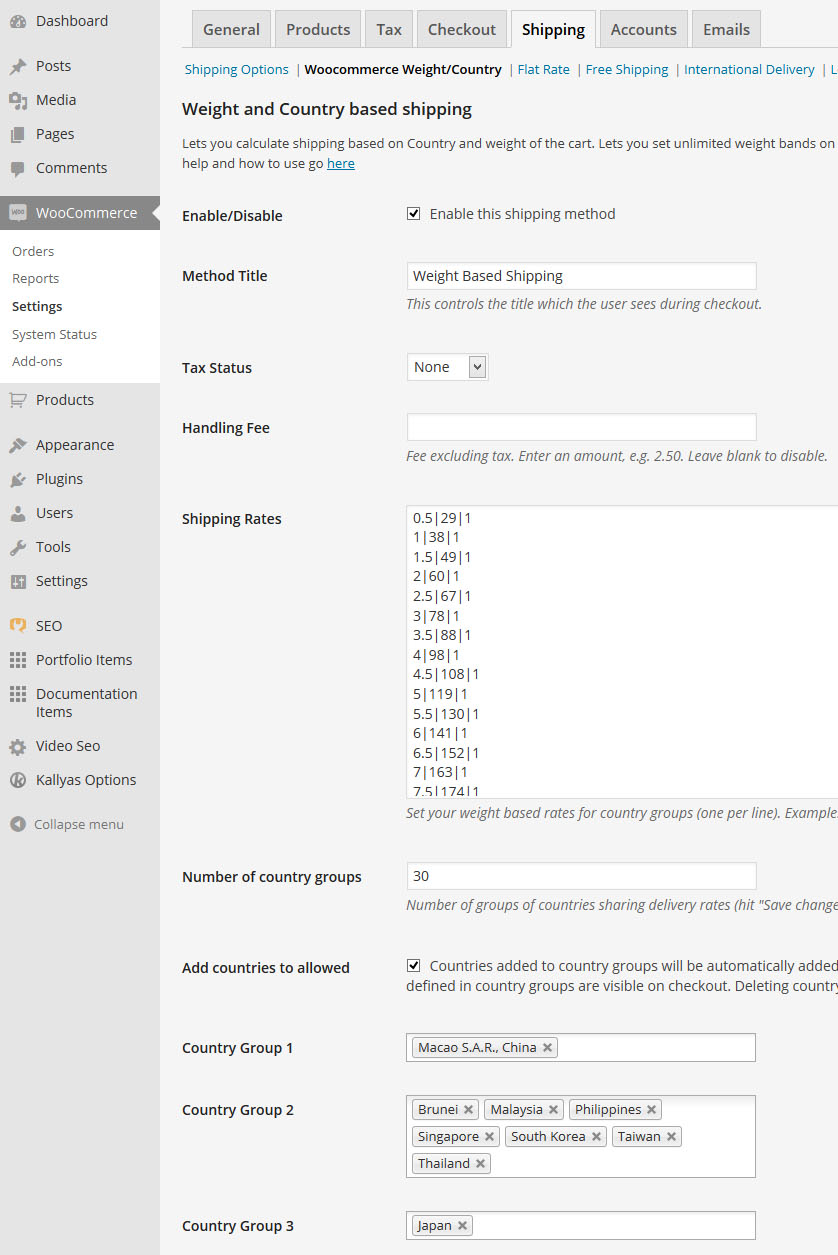 Dashboard
Posts
Media
Pages
Comments
WooCommerce
Orders
Reports
Settings
System Status
Add-ons
Products
Appearance
Plugins
Users
Tools
Settings
SEO
Portfolio Items
Documentation
Items
Video Seo
Kallyas Options
Collapse menu
General Products Tax Checkout Shipping Accounts Emails
Shipping Options | Woocommerce Weight/Country | Flat Rate | Free Shipping | International Delivery | L
Weight and Country based shipping
Lets you calculate shipping based on Country and weight of the cart. Lets you set unlimited weight bands on
help and how to use go here
Enable/Disable
Enable this shipping method
Method Title
Weight Based Shipping
This controls the title which the user sees during checkout.
Tax Status
None
Handling Fee
Fee excluding tax. Enter an amount, e.g. 2.50. Leave blank to disable.
Shipping Rates
0.5|29|1
1|38|1
1.5|49|1
2|60|1
2.5|67|1
3|78|1
3.5|88|1
4|98|1
4.5|108|1
5|119|1
5.5|130|1
6|141|1
6.5|152|1
7|163|1
7.5|174|1
Set your weight based rates for country groups (one per line). Example
Number of country groups
30
Number of groups of countries sharing delivery rates (hit "Save change
Add countries to allowed
Countries added to country groups will be automatically added
defined in country groups are visible on checkout. Deleting country
Country Group 1
Macao S.A.R., China
Country Group 2
Brunei Malaysia Philippines
Singapore South Korea Taiwan
Thailand
Country Group 3
Japan